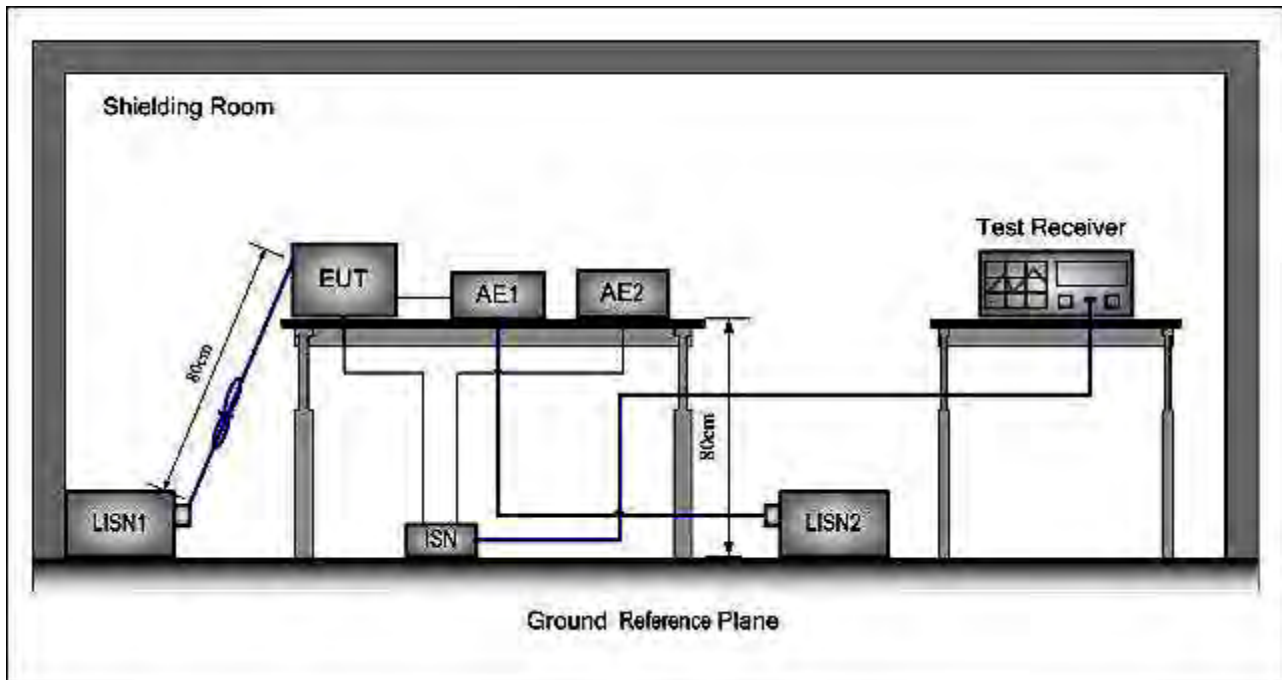 Shielding Room
Test Receiver
EUT
AE1
AE2
80cm
80cm
LISN1
ISN
LISN2
Ground Reference Plane